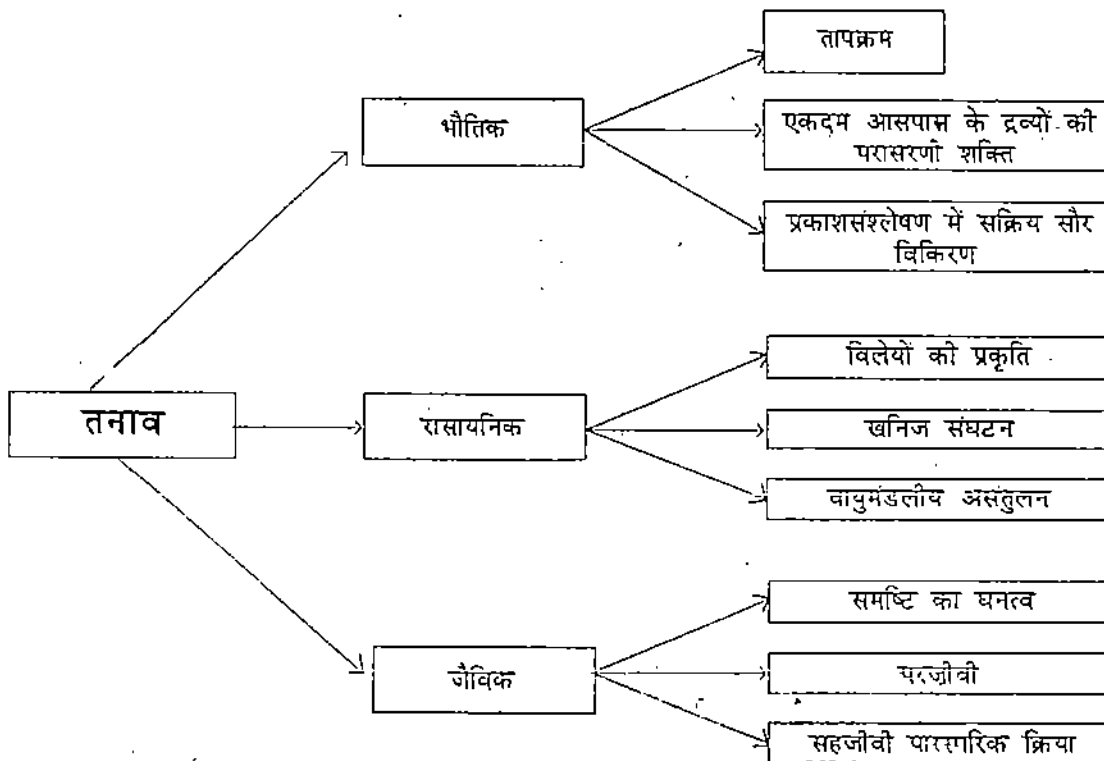 तापक्रम
भौतिक
एकदम आसपास के द्रव्यों की
परासरणी शक्ति
प्रकाशसंश्लेषण में सक्रिय सौर
विकिरण
विलेयों की प्रकृति
तनाव
रासायनिक
खनिज संघटन
वायुमंडलीय असंतुलन
समष्टि का घनत्व
जैविक
परजीवी
सहजीवी पारस्परिक क्रिया